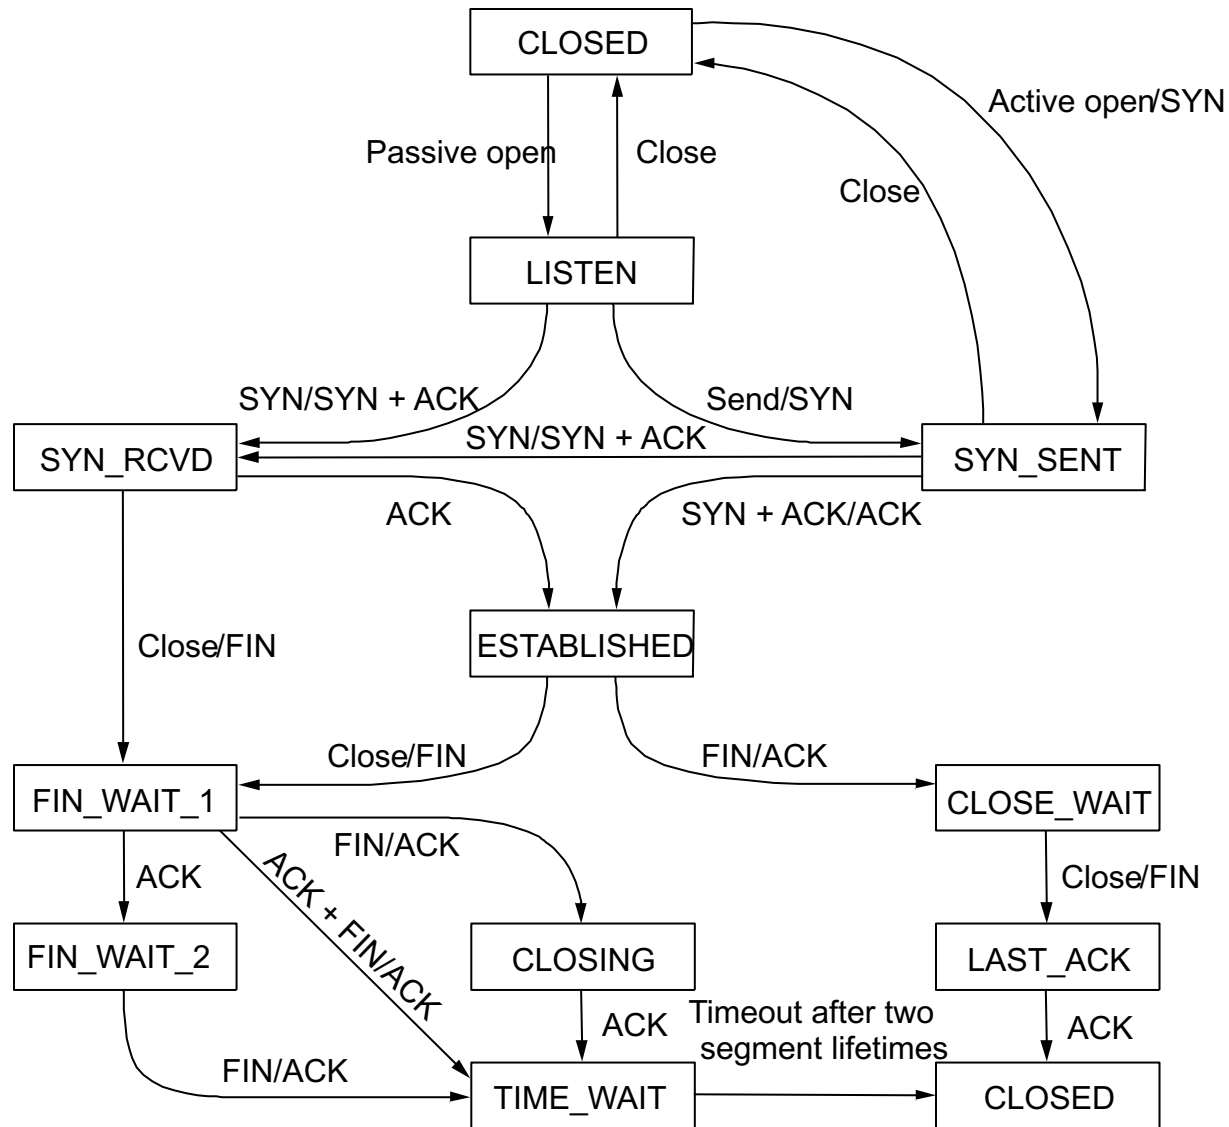 CLOSED
Active open/SYN
Passive open
Close
Close
LISTEN
SYN/SYN + ACK
Send/SYN
SYN/SYN + ACK
SYN_RCVD
SYN_SENT
ACK
SYN + ACK/ACK
Close/FIN
ESTABLISHED
Close/FIN
FIN/ACK
FIN_WAIT_1
CLOSE_WAIT
FIN/ACK
ACK
ACK + FIN/ACK
Close/FIN
FIN_WAIT_2
CLOSING
LAST_ACK
ACK
Timeout after two
segment lifetimes
ACK
FIN/ACK
TIME_WAIT
CLOSED